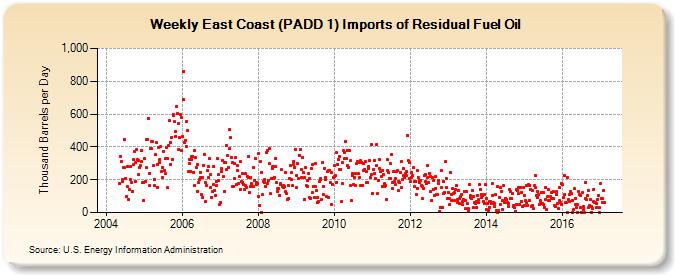 Weekly East Coast (PADD 1) Imports of Residual Fuel Oil
Thousand Barrels per Day
1,000
800
600
400
200
0
2004 2006 2008 2010 2012 2014 2016
Source: U.S. Energy Information Administration